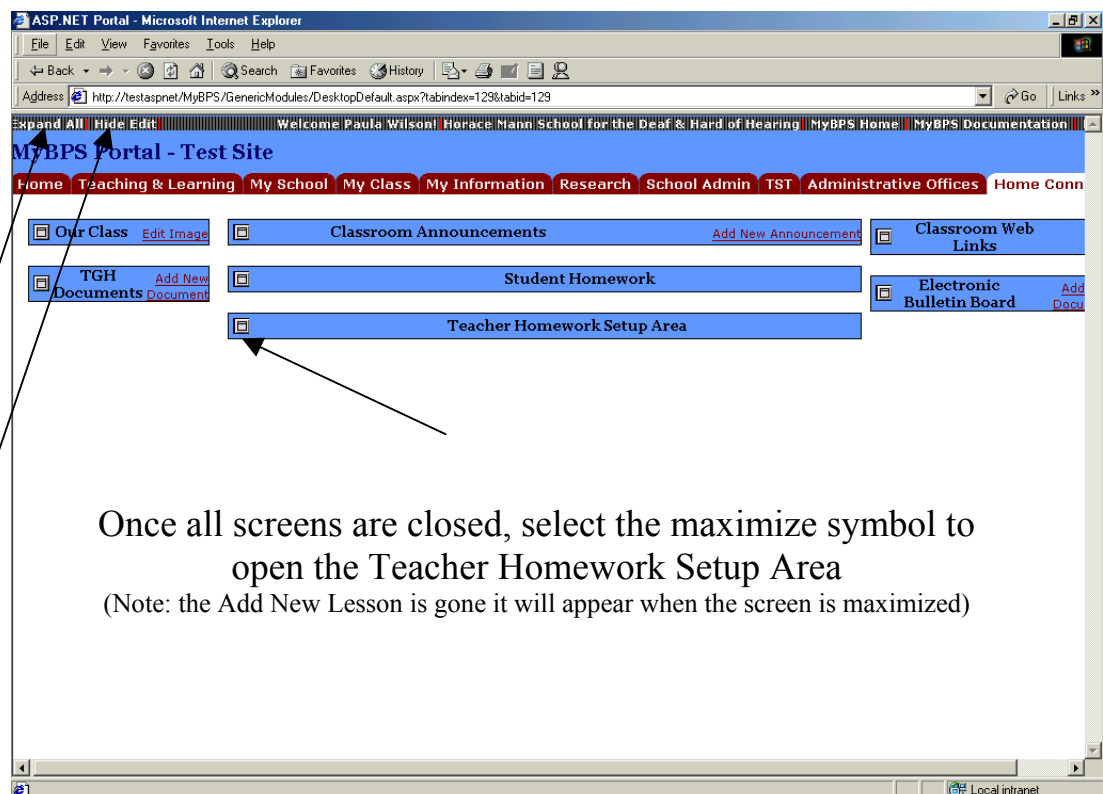 ASP.NET Portal - Microsoft Internet Explorer
File Edit View Favorites Tools Help
Back Search Favorites History
Address http://testaspnet/MyBPS/GenericModules/DesktopDefault.aspx?tabindex=129&tabid=129 Go Links »
Expand All Hide Edit Welcome Paula Wilson! Horace Mann School for the Deaf & Hard of Hearing MyBPS Home MyBPS Documentation
MyBPS Portal - Test Site
Home Teaching & Learning My School My Class My Information Research School Admin TST Administrative Offices Home Conn
Our Class Edit Image
Classroom Announcements Add New Announcement
Classroom Web
Links
TGH Add New
Documents Document
Student Homework
Electronic Add
Bulletin Board Docu
Teacher Homework Setup Area
Once all screens are closed, select the maximize symbol to
open the Teacher Homework Setup Area
(Note: the Add New Lesson is gone it will appear when the screen is maximized)
Local intranet